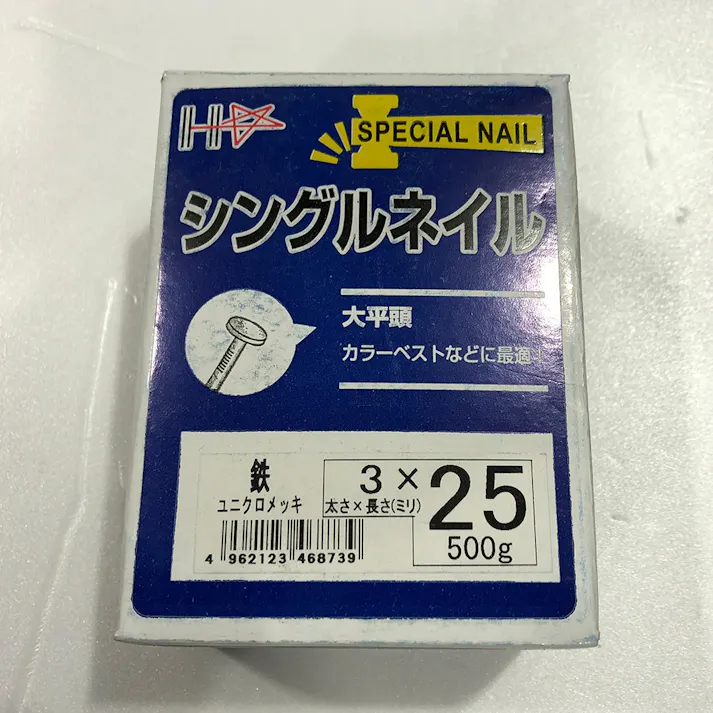 SPECIAL NAIL
シングルネイル
大平頭
カラーベストなどに最適!
鉄
ユニクロメッキ
3×25
太さ×長さ(ミリ)
500g
4 962123 468739